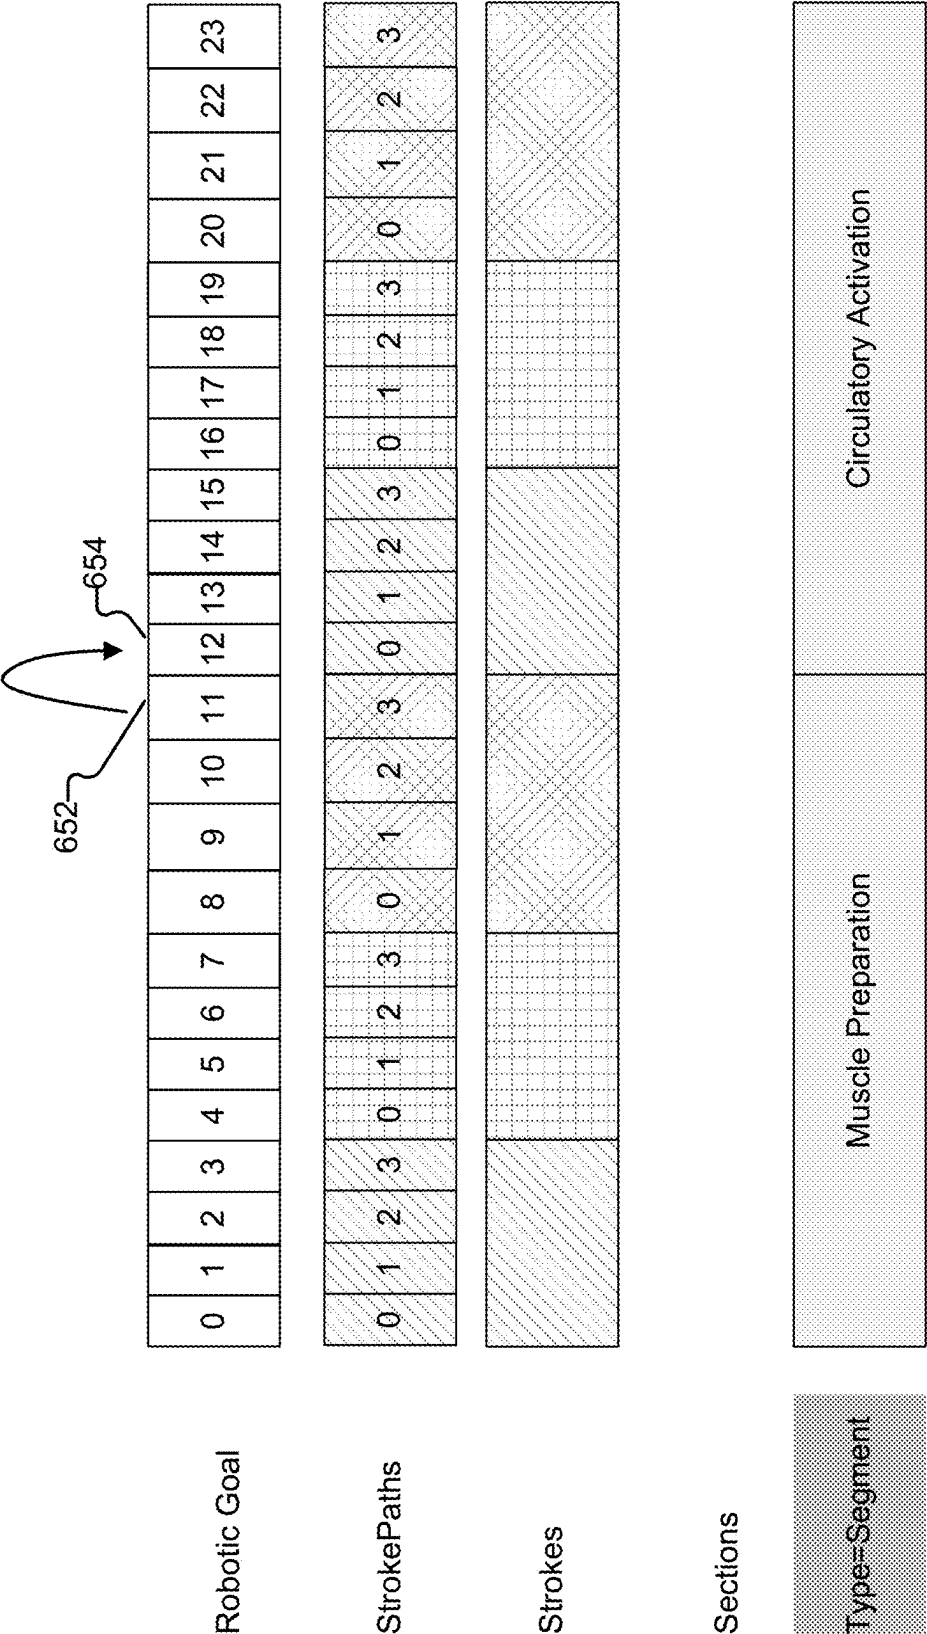 652 654
Robotic Goal 0 1 2 3 4 5 6 7 8 9 10 11 12 13 14 15 16 17 18 19 20 21 22 23
StrokePaths 0 1 2 3 0 1 2 3 0 1 2 3 0 1 2 3 0 1 2 3 0 1 2 3
Strokes
Sections
Type=Segment Muscle Preparation Circulatory Activation